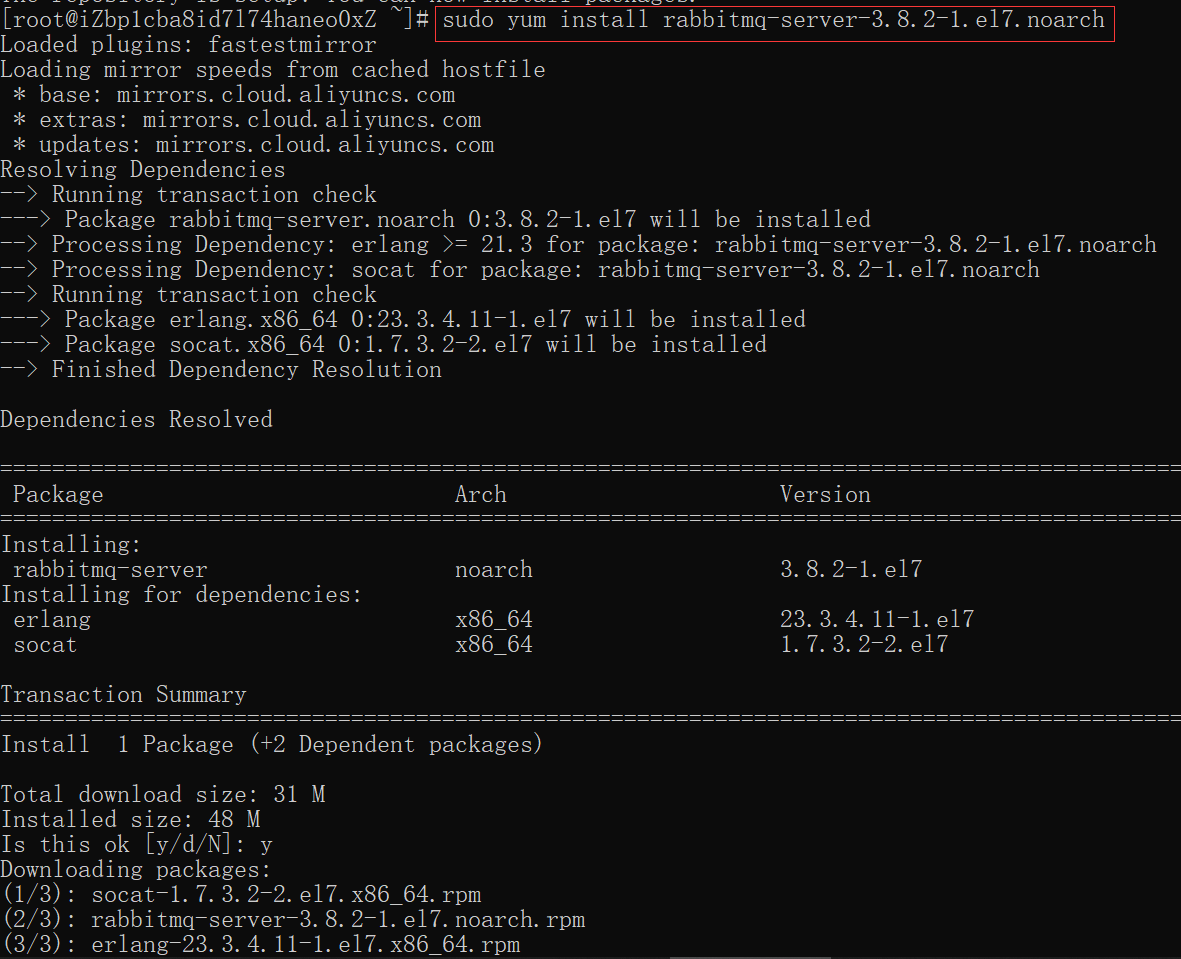 The repository is setup! You can now install packages.
[root@iZbp1cba8id7l74haneo0xZ ~]# sudo yum install rabbitmq-server-3.8.2-1.el7.noarch
Loaded plugins: fastestmirror
Loading mirror speeds from cached hostfile
 * base: mirrors.cloud.aliyuncs.com
 * extras: mirrors.cloud.aliyuncs.com
 * updates: mirrors.cloud.aliyuncs.com
Resolving Dependencies
--> Running transaction check
---> Package rabbitmq-server.noarch 0:3.8.2-1.el7 will be installed
--> Processing Dependency: erlang >= 21.3 for package: rabbitmq-server-3.8.2-1.el7.noarch
--> Processing Dependency: socat for package: rabbitmq-server-3.8.2-1.el7.noarch
--> Running transaction check
---> Package erlang.x86_64 0:23.3.4.11-1.el7 will be installed
---> Package socat.x86_64 0:1.7.3.2-2.el7 will be installed
--> Finished Dependency Resolution
Dependencies Resolved
================================================================================
Package Arch Version
================================================================================
Installing:
rabbitmq-server noarch 3.8.2-1.el7
Installing for dependencies:
erlang x86_64 23.3.4.11-1.el7
socat x86_64 1.7.3.2-2.el7
Transaction Summary
================================================================================
Install  1 Package (+2 Dependent packages)
Total download size: 31 M
Installed size: 48 M
Is this ok [y/d/N]: y
Downloading packages:
(1/3): socat-1.7.3.2-2.el7.x86_64.rpm
(2/3): rabbitmq-server-3.8.2-1.el7.noarch.rpm
(3/3): erlang-23.3.4.11-1.el7.x86_64.rpm